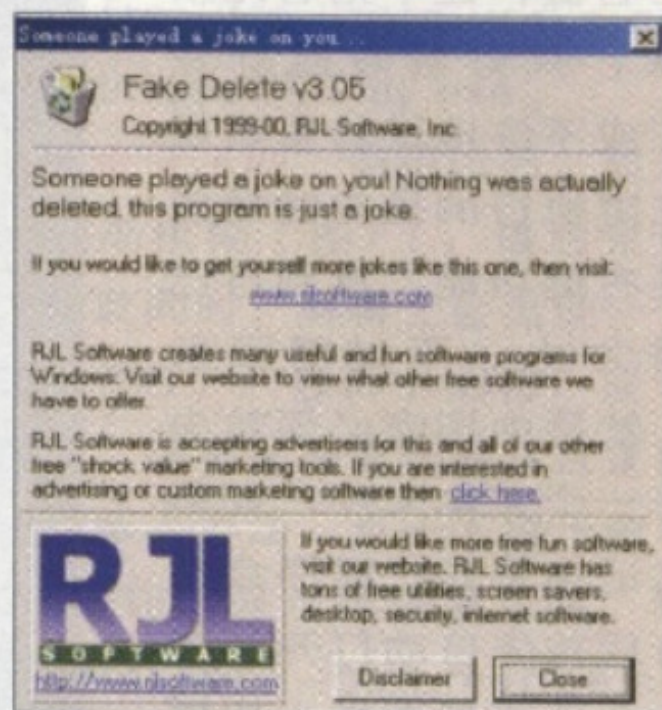 Someone played a joke on you...
Fake Delete v3.05
Copyright 1999-00, RJL Software, Inc.
Someone played a joke on you! Nothing was actually
deleted, this program is just a joke.
If you would like to get yourself more jokes like this one, then visit:
www.rjlsoftware.com
RJL Software creates many useful and fun software programs for
Windows. Visit our website to view what other free software we
have to offer.
RJL Software is accepting advertisers for this and all of our other
free "shock value" marketing tools. If you are interested in
advertising or custom marketing software then click here.
If you would like more free fun software,
visit our website. RJL Software has
tons of free utilities, screen savers,
desktop, security, internet software.
RJL
SOFTWARE
http://www.rjlsoftware.com
Disclaimer
Close